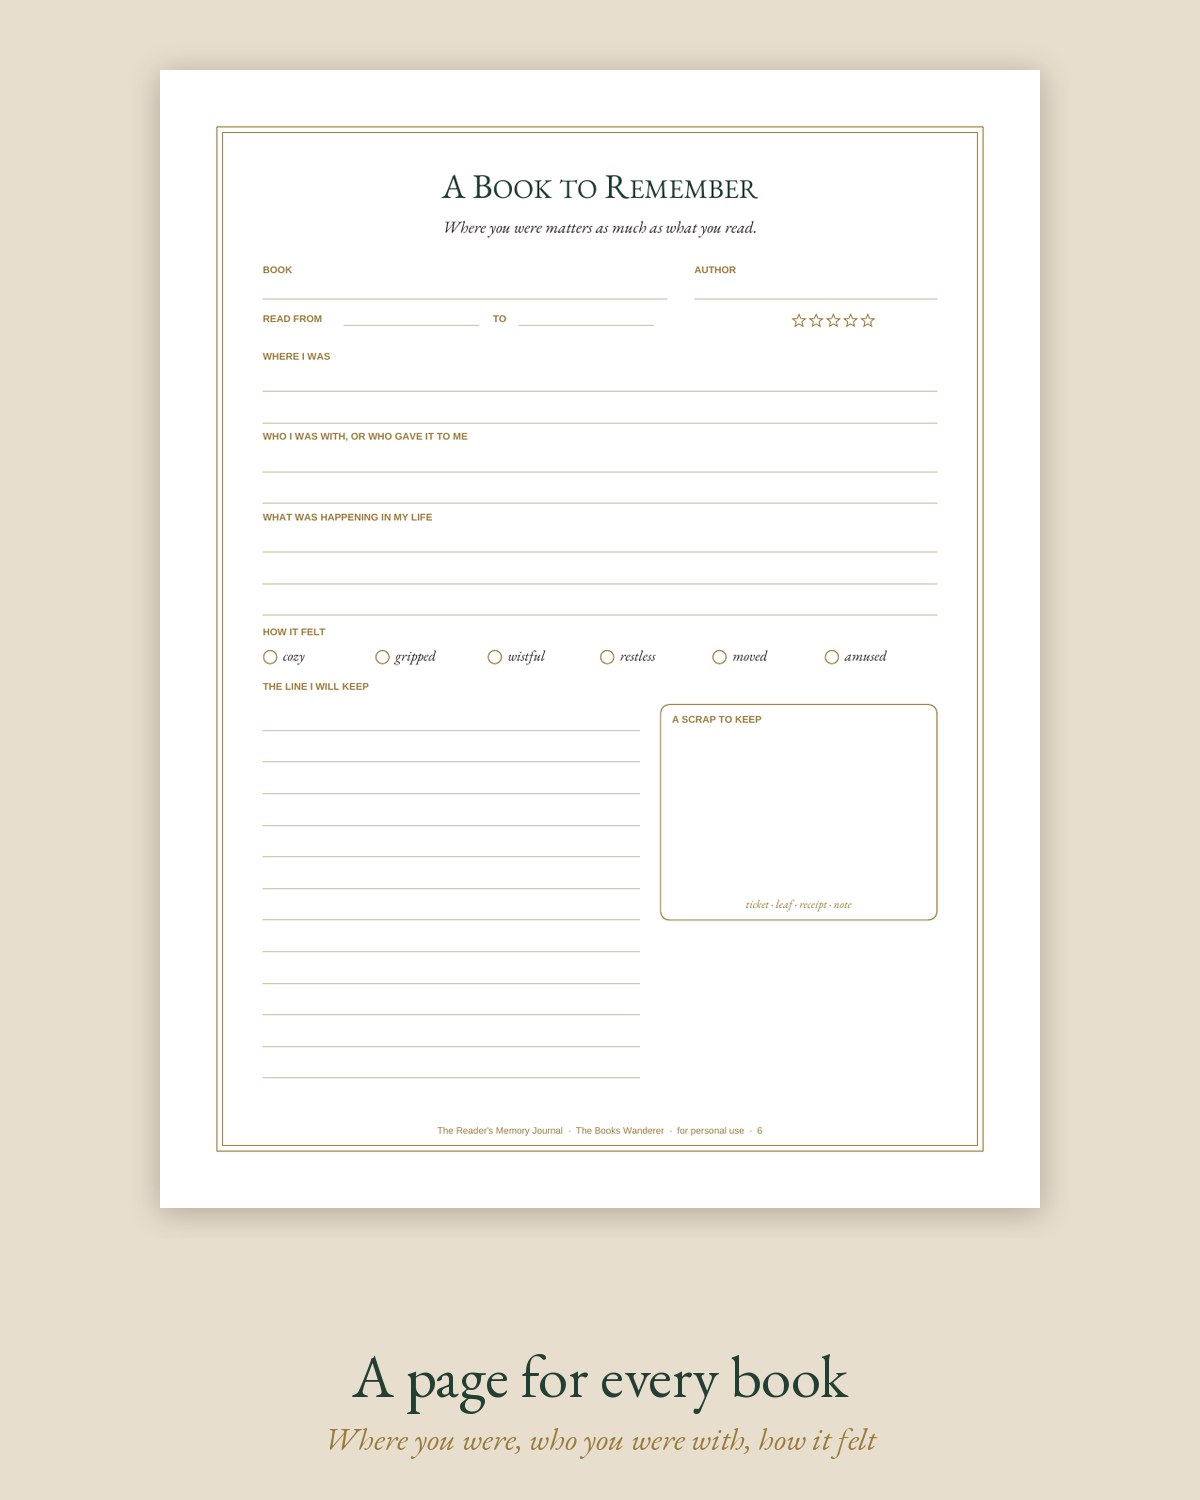 A Book to Remember
Where you were matters as much as what you read.
BOOK AUTHOR
READ FROM TO
WHERE I WAS
WHO I WAS WITH, OR WHO GAVE IT TO ME
WHAT WAS HAPPENING IN MY LIFE
HOW IT FELT
cozy gripped wistful restless moved amused
THE LINE I WILL KEEP
A SCRAP TO KEEP
ticket · leaf · receipt · note
The Reader's Memory Journal · The Books Wanderer · for personal use · 6
A page for every book
Where you were, who you were with, how it felt